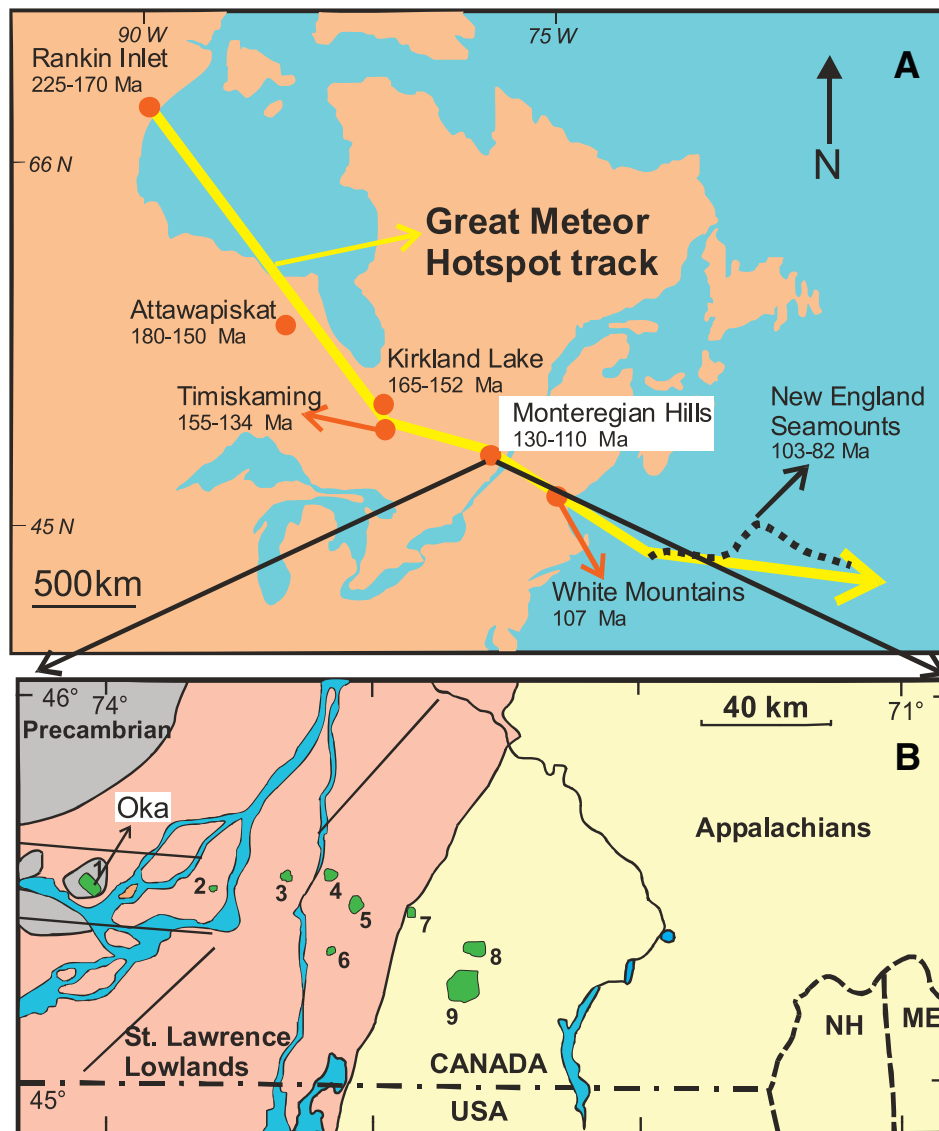 90 W
75 W
A
Rankin Inlet
225-170 Ma
66 N
N
Great Meteor
Hotspot track
Attawapiskat
180-150 Ma
Kirkland Lake
165-152 Ma
Timiskaming
155-134 Ma
Monteregian Hills
130-110 Ma
New England
Seamounts
103-82 Ma
45 N
500km
White Mountains
107 Ma
46°
74°
71°
Precambrian
40 km
B
Oka
Appalachians
1
2
3
4
5
6
7
8
9
St. Lawrence
Lowlands
NH
ME
CANADA
45°
USA